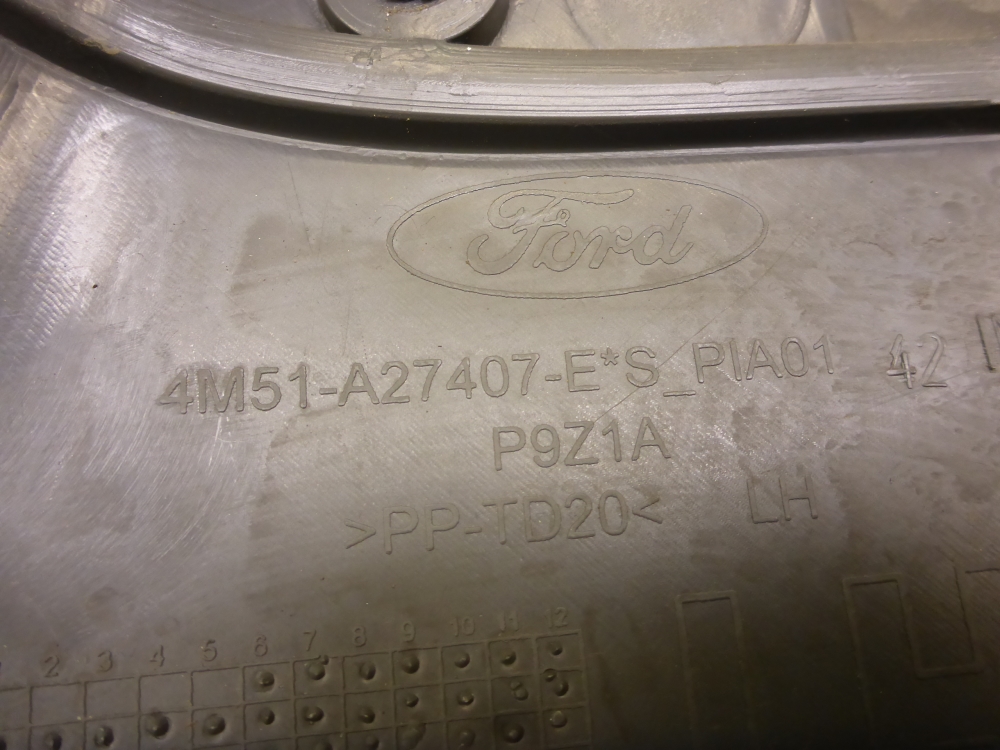 Ford
4M51-A27407-E*S_PIA01 42
P9Z1A
>PP-TD20< LH
2 3 4 5 6 7 8 9 10 11 12